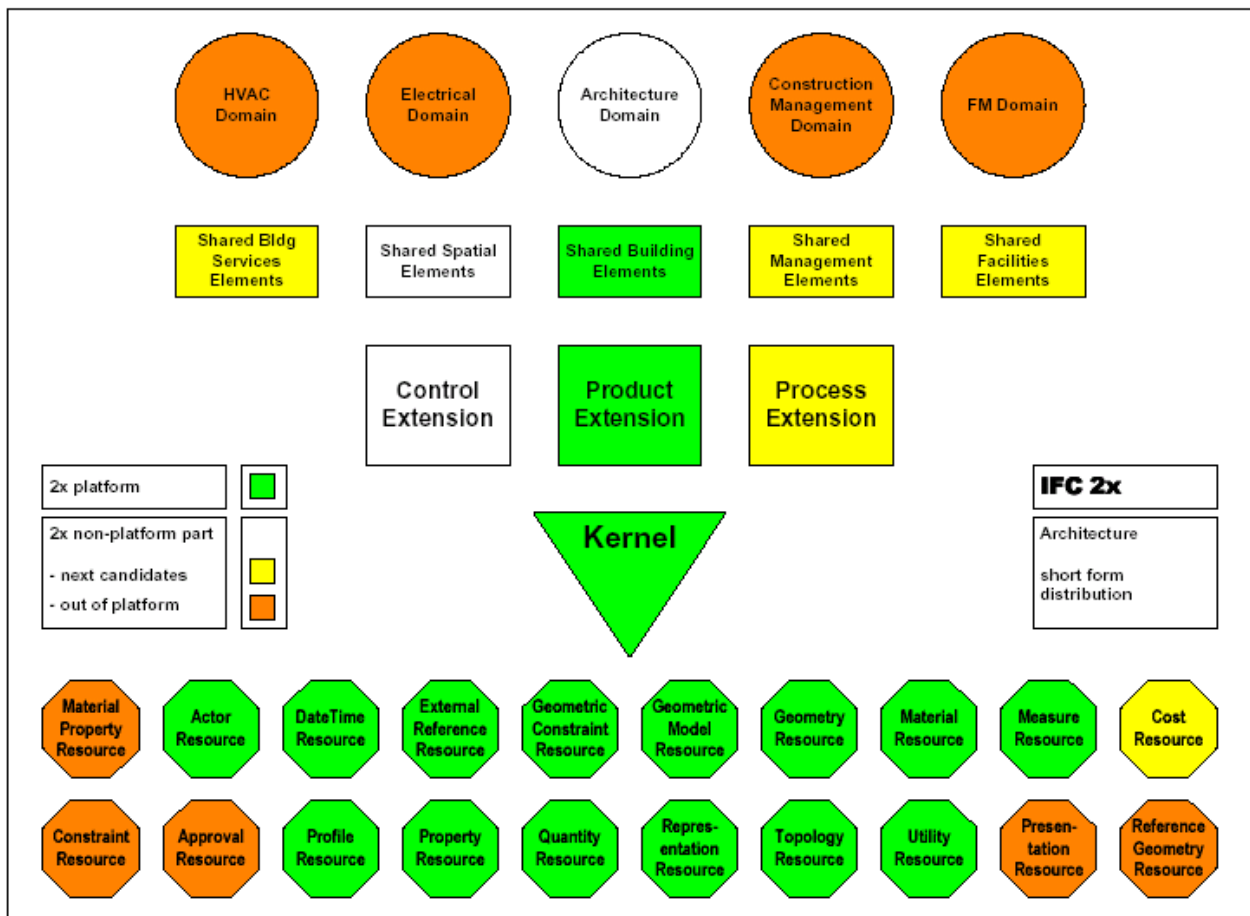 HVAC
Domain
Electrical
Domain
Architecture
Domain
Construction
Management
Domain
FM Domain
Shared Bldg
Services
Elements
Shared Spatial
Elements
Shared Building
Elements
Shared
Management
Elements
Shared
Facilities
Elements
Control
Extension
Product
Extension
Process
Extension
2x platform
2x non-platform part
- next candidates
- out of platform
Kernel
IFC 2x
Architecture
short form
distribution
Material
Property
Resource
Actor
Resource
DateTime
Resource
External
Reference
Resource
Geometric
Constraint
Resource
Geometric
Model
Resource
Geometry
Resource
Material
Resource
Measure
Resource
Cost
Resource
Constraint
Resource
Approval
Resource
Profile
Resource
Property
Resource
Quantity
Resource
Repres-
entation
Resource
Topology
Resource
Utility
Resource
Presen-
tation
Resource
Reference
Geometry
Resource